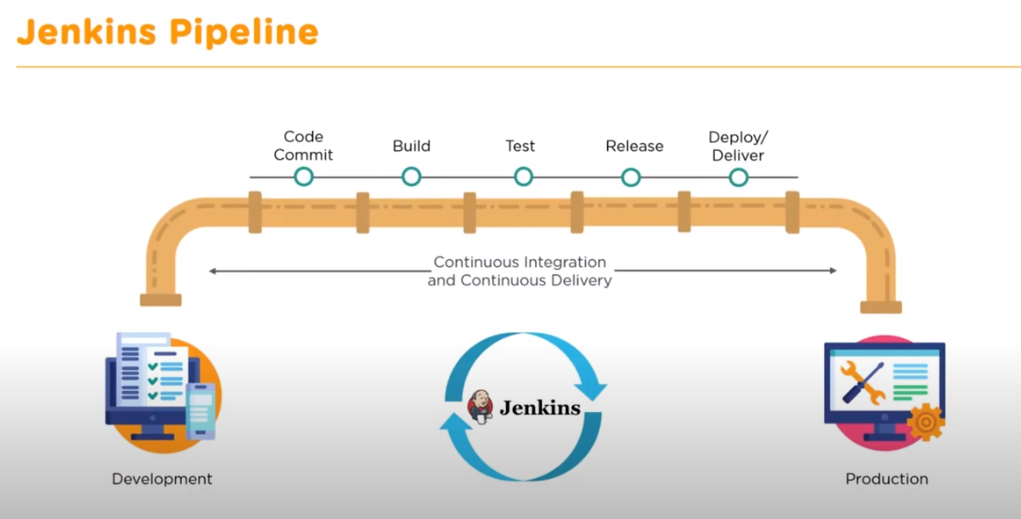 Jenkins Pipeline
Code
Commit
Build
Test
Release
Deploy/
Deliver
Continuous Integration
and Continuous Delivery
Jenkins
Development
Production